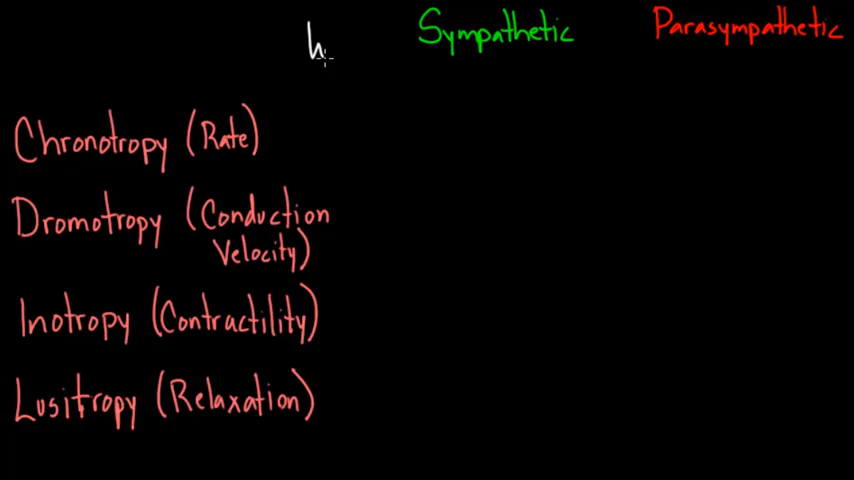 Sympathetic Parasympathetic
Chronotropy (Rate)
Dromotropy (Conduction
Velocity)
Inotropy (Contractility)
Lusitropy (Relaxation)